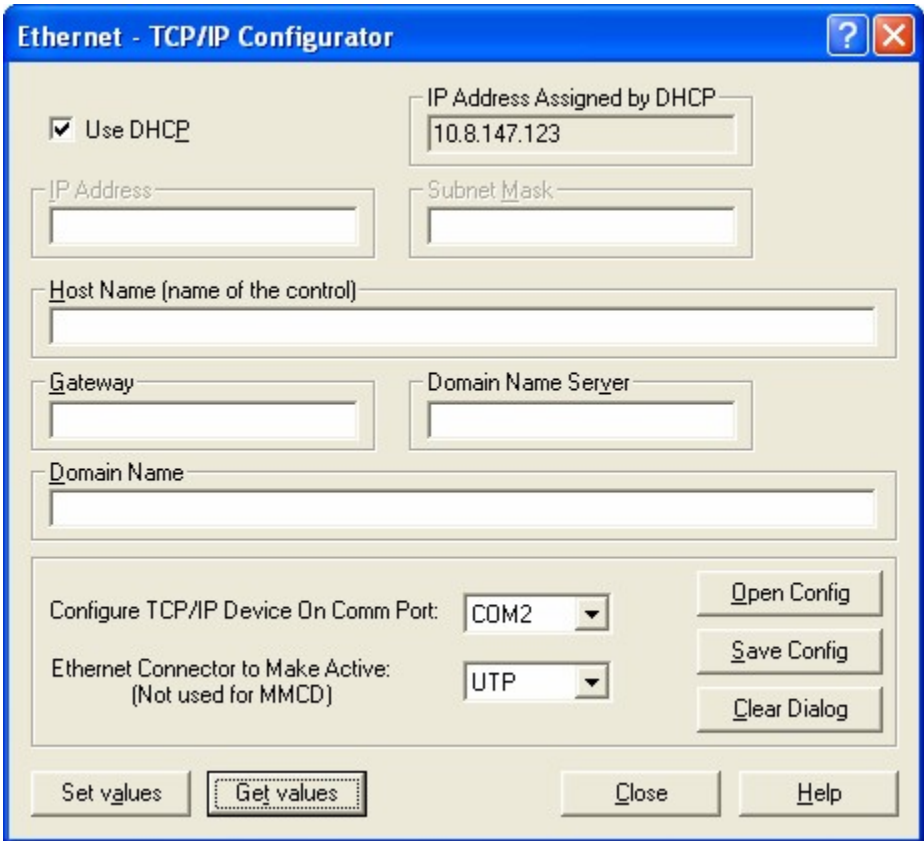 Ethernet - TCP/IP Configurator
?
Use DHCP
IP Address Assigned by DHCP
10.8.147.123
IP Address
Subnet Mask
Host Name (name of the control)
Gateway
Domain Name Server
Domain Name
Configure TCP/IP Device On Comm Port:
COM2
Open Config
Save Config
Ethernet Connector to Make Active:
(Not used for MMCD)
UTP
Clear Dialog
Set values
Get values
Close
Help